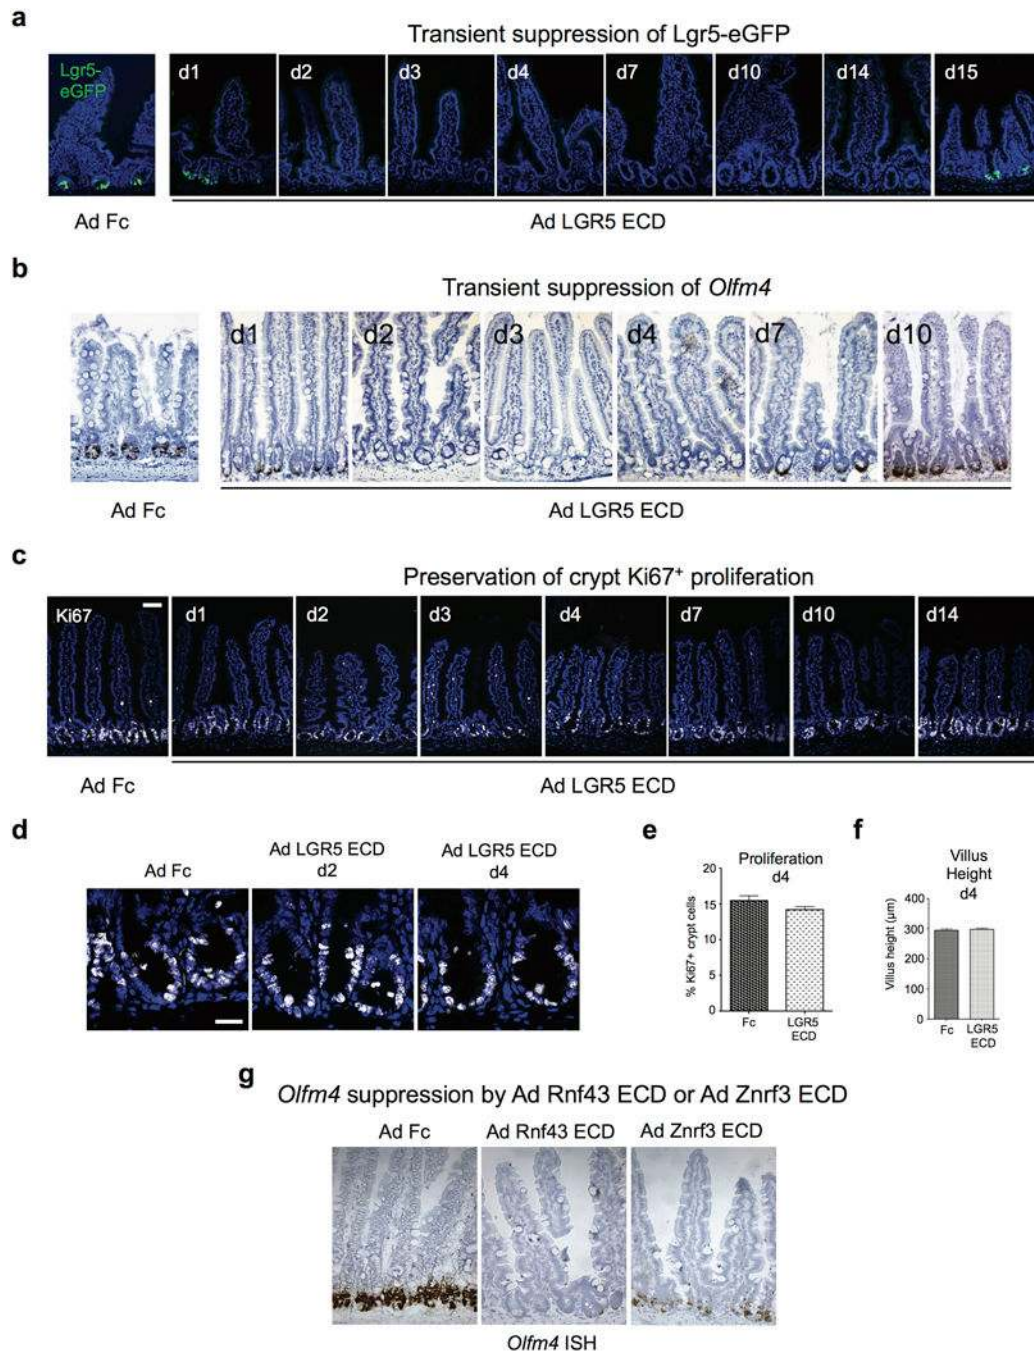 a
Transient suppression of Lgr5-eGFP
Lgr5-
eGFP
d1
d2
d3
d4
d7
d10
d14
d15
Ad Fc
Ad LGR5 ECD
b
Transient suppression of Olfm4
d1
d2
d3
d4
d7
d10
Ad Fc
Ad LGR5 ECD
c
Preservation of crypt Ki67+ proliferation
Ki67
d1
d2
d3
d4
d7
d10
d14
Ad Fc
Ad LGR5 ECD
d
Ad Fc
Ad LGR5 ECD
d2
Ad LGR5 ECD
d4
e
Proliferation
d4
% Ki67+ crypt cells
20
15
10
5
0
Fc
LGR5
ECD
f
Villus
Height
d4
Villus height (µm)
400
300
200
100
0
Fc
LGR5
ECD
g
Olfm4 suppression by Ad Rnf43 ECD or Ad Znrf3 ECD
Ad Fc
Ad Rnf43 ECD
Ad Znrf3 ECD
Olfm4 ISH